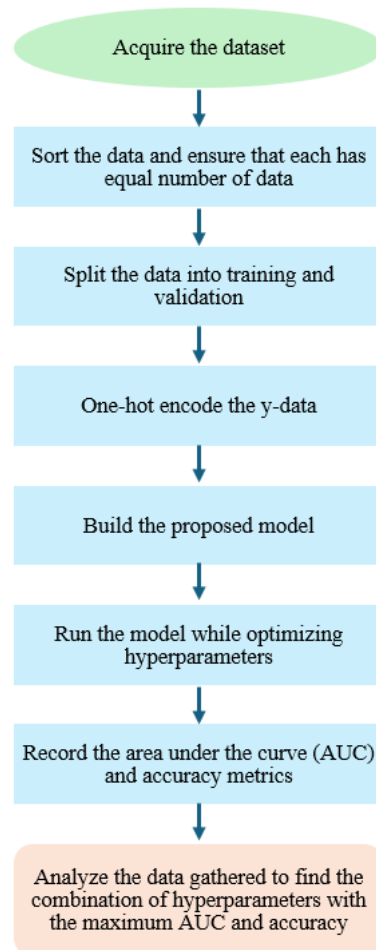 Acquire the dataset
Sort the data and ensure that each has
equal number of data
Split the data into training and
validation
One-hot encode the y-data
Build the proposed model
Run the model while optimizing
hyperparameters
Record the area under the curve (AUC)
and accuracy metrics
Analyze the data gathered to find the
combination of hyperparameters with
the maximum AUC and accuracy